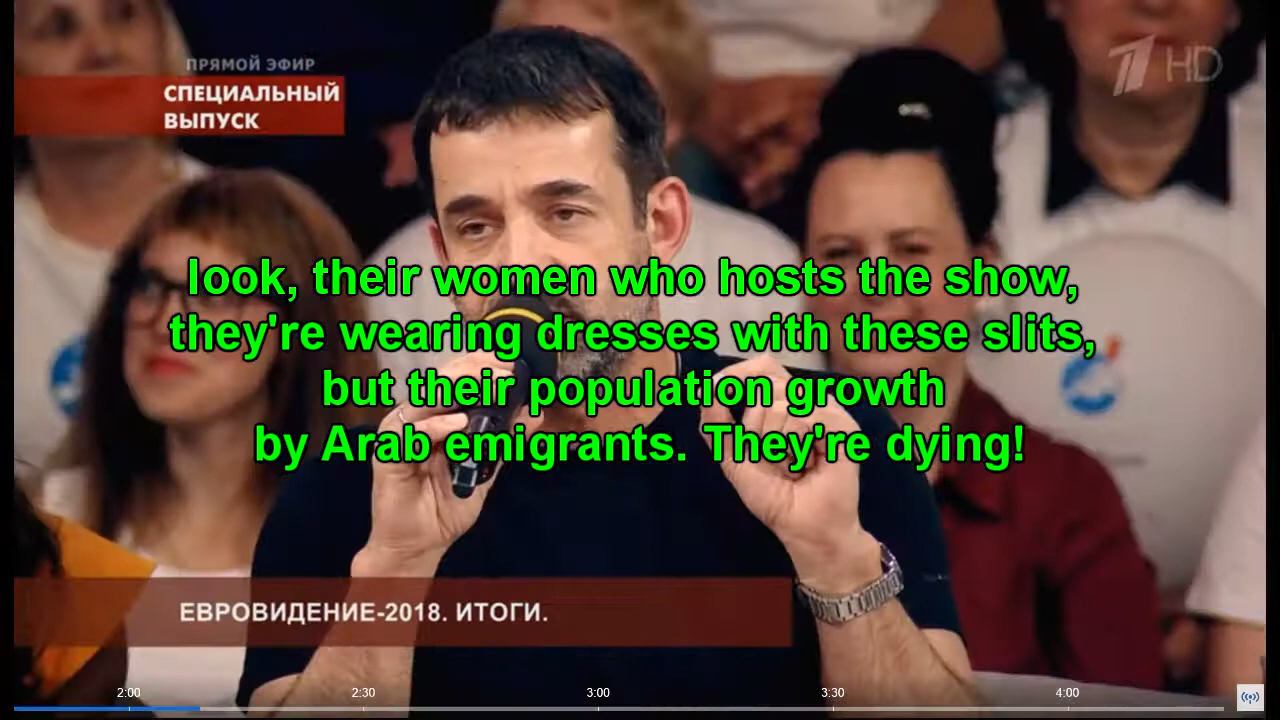 ПРЯМОЙ ЭФИР
СПЕЦИАЛЬНЫЙ
ВЫПУСК
1 HD
look, their women who hosts the show,
they're wearing dresses with these slits,
but their population growth
by Arab emigrants. They're dying!
ЕВРОВИДЕНИЕ-2018. ИТОГИ.
2:00 2:30 3:00 3:30 4:00